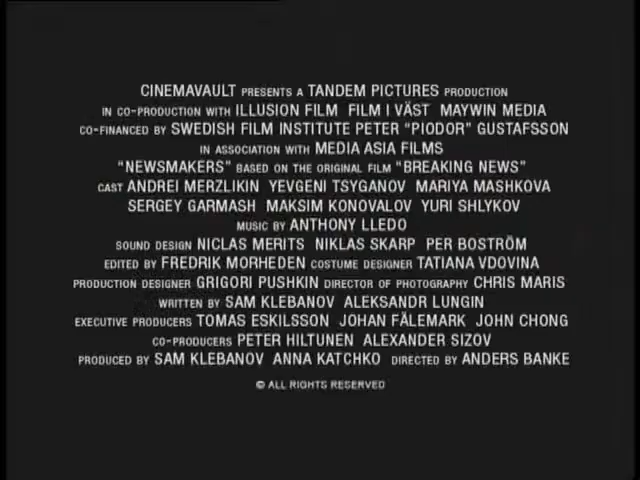 CINEMAVAULT PRESENTS A TANDEM PICTURES PRODUCTION
IN CO-PRODUCTION WITH ILLUSION FILM FILM I VÄST MAYWIN MEDIA
CO-FINANCED BY SWEDISH FILM INSTITUTE PETER "PIODOR" GUSTAFSSON
IN ASSOCIATION WITH MEDIA ASIA FILMS
"NEWSMAKERS" BASED ON THE ORIGINAL FILM "BREAKING NEWS"
CAST ANDREI MERZLIKIN YEVGENI TSYGANOV MARIYA MASHKOVA
SERGEY GARMASH MAKSIM KONOVALOV YURI SHLYKOV
MUSIC BY ANTHONY LLEDO
SOUND DESIGN NICLAS MERITS NIKLAS SKARP PER BOSTRÖM
EDITED BY FREDRIK MORHEDEN COSTUME DESIGNER TATIANA VDOVINA
PRODUCTION DESIGNER GRIGORI PUSHKIN DIRECTOR OF PHOTOGRAPHY CHRIS MARIS
WRITTEN BY SAM KLEBANOV ALEKSANDR LUNGIN
EXECUTIVE PRODUCERS TOMAS ESKILSSON JOHAN FÄLEMARK JOHN CHONG
CO-PRODUCERS PETER HILTUNEN ALEXANDER SIZOV
PRODUCED BY SAM KLEBANOV ANNA KATCHKO DIRECTED BY ANDERS BANKE
© ALL RIGHTS RESERVED